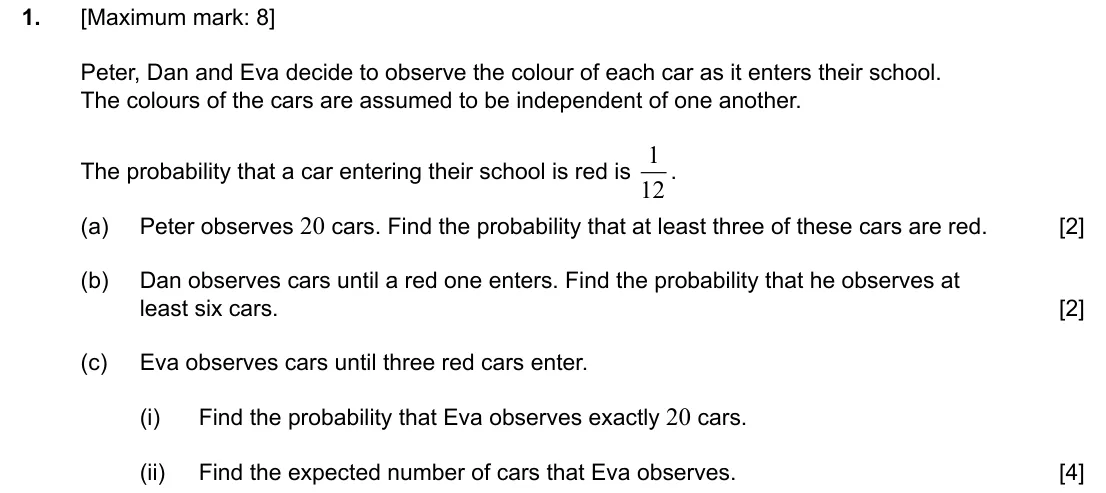 1. [Maximum mark: 8]
Peter, Dan and Eva decide to observe the colour of each car as it enters their school.
The colours of the cars are assumed to be independent of one another.
The probability that a car entering their school is red is 1/12.
(a) Peter observes 20 cars. Find the probability that at least three of these cars are red. [2]
(b) Dan observes cars until a red one enters. Find the probability that he observes at
least six cars. [2]
(c) Eva observes cars until three red cars enter.
(i) Find the probability that Eva observes exactly 20 cars.
(ii) Find the expected number of cars that Eva observes. [4]